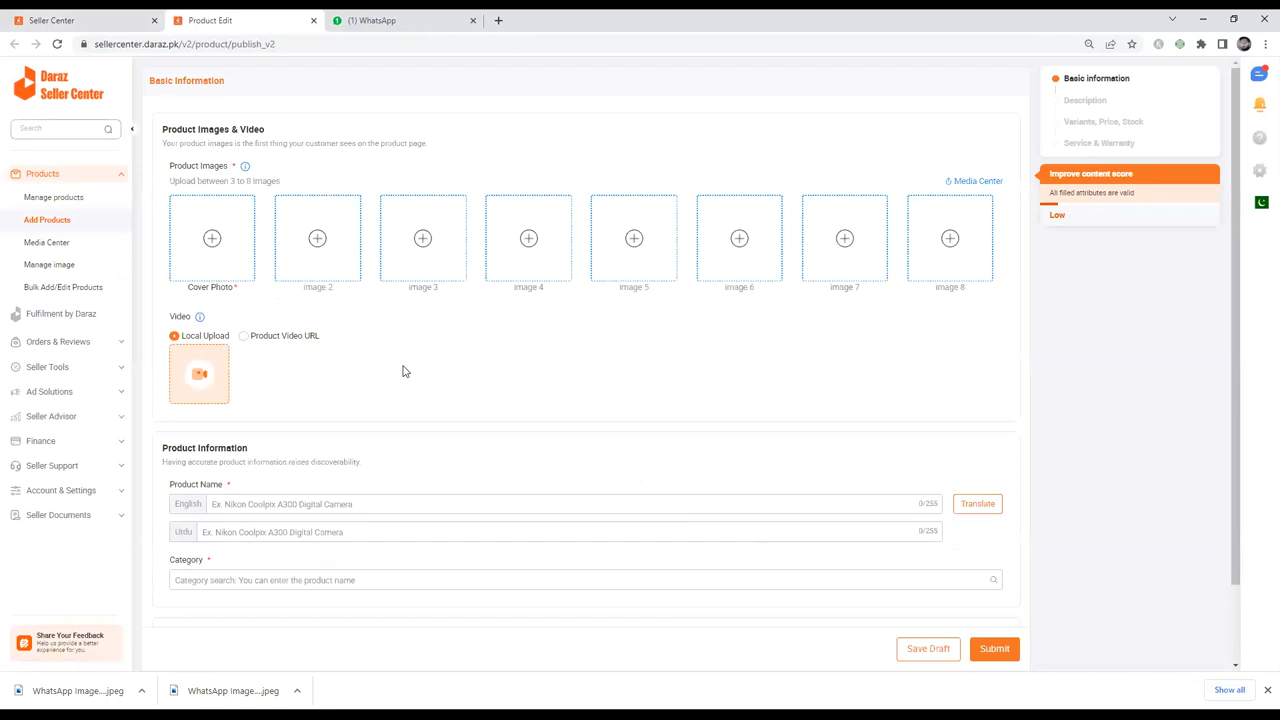 Seller Center
Product Edit
(1) WhatsApp
sellercenter.daraz.pk/v2/product/publish_v2
Daraz
Seller Center
Search
Products
Manage products
Add Products
Media Center
Manage image
Bulk Add/Edit Products
Fulfilment by Daraz
Orders & Reviews
Seller Tools
Ad Solutions
Seller Advisor
Finance
Seller Support
Account & Settings
Seller Documents
Share Your Feedback
Help us provide a better
experience for you.
Basic Information
Product Images & Video
Your product images is the first thing your customer sees on the product page.
Product Images *
Upload between 3 to 8 images
Media Center
Cover Photo*
image 2
image 3
image 4
image 5
image 6
image 7
image 8
Video
Local Upload
Product Video URL
Product Information
Having accurate product information raises discoverability.
Product Name *
English Ex. Nikon Coolpix A300 Digital Camera 0/255
Translate
Urdu Ex. Nikon Coolpix A300 Digital Camera 0/255
Category *
Category search: You can enter the product name
Save Draft
Submit
Basic information
Description
Variants, Price, Stock
Service & Warranty
Improve content score
All filled attributes are valid
Low
WhatsApp Image....jpeg
WhatsApp Image....jpeg
Show all